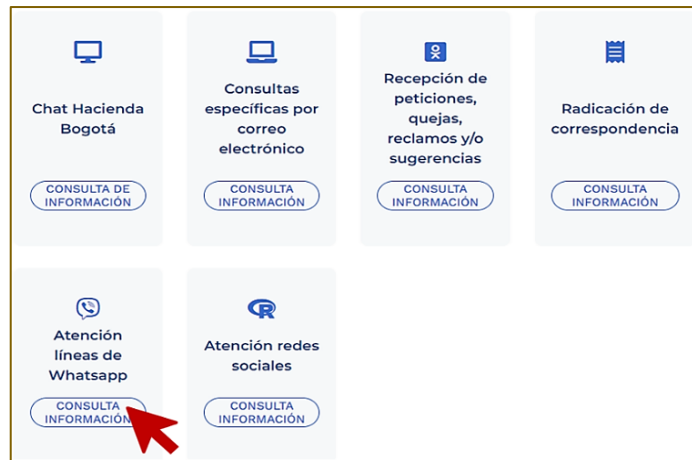 Chat Hacienda
Bogotá
CONSULTA DE
INFORMACIÓN
Consultas
específicas por
correo
electrónico
CONSULTA
INFORMACIÓN
Recepción de
peticiones,
quejas,
reclamos y/o
sugerencias
CONSULTA
INFORMACIÓN
Radicación de
correspondencia
CONSULTA
INFORMACIÓN
Atención
líneas de
Whatsapp
CONSULTA
INFORMACIÓN
Atención redes
sociales
CONSULTA
INFORMACIÓN